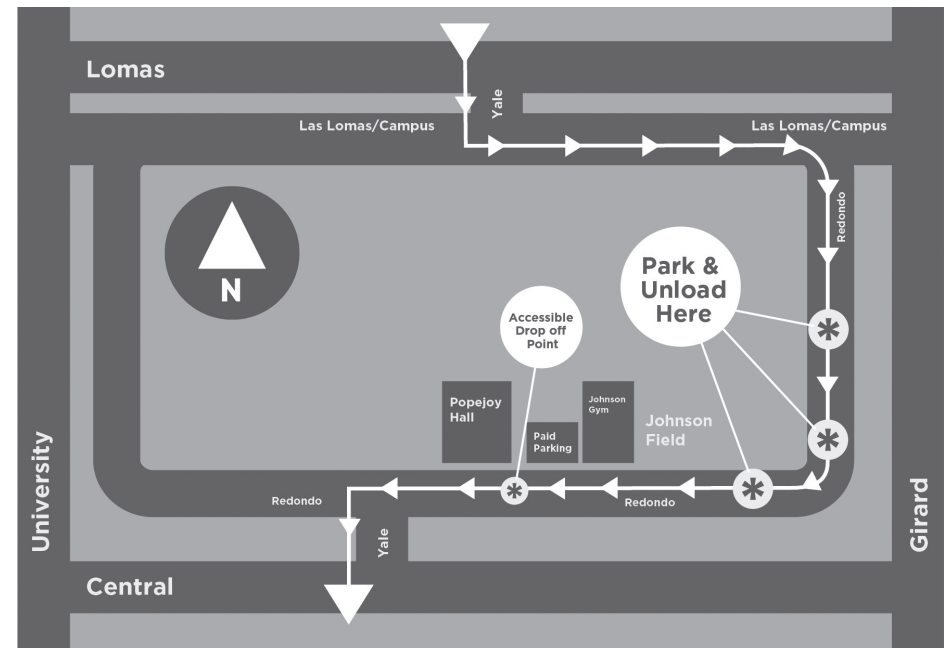 Lomas
Yale
Las Lomas/Campus
Las Lomas/Campus
Redondo
N
Park &
Unload
Here
Accessible
Drop off
Point
Popejoy
Hall
Paid
Parking
Johnson
Gym
Johnson
Field
University
Redondo
Redondo
Yale
Girard
Central